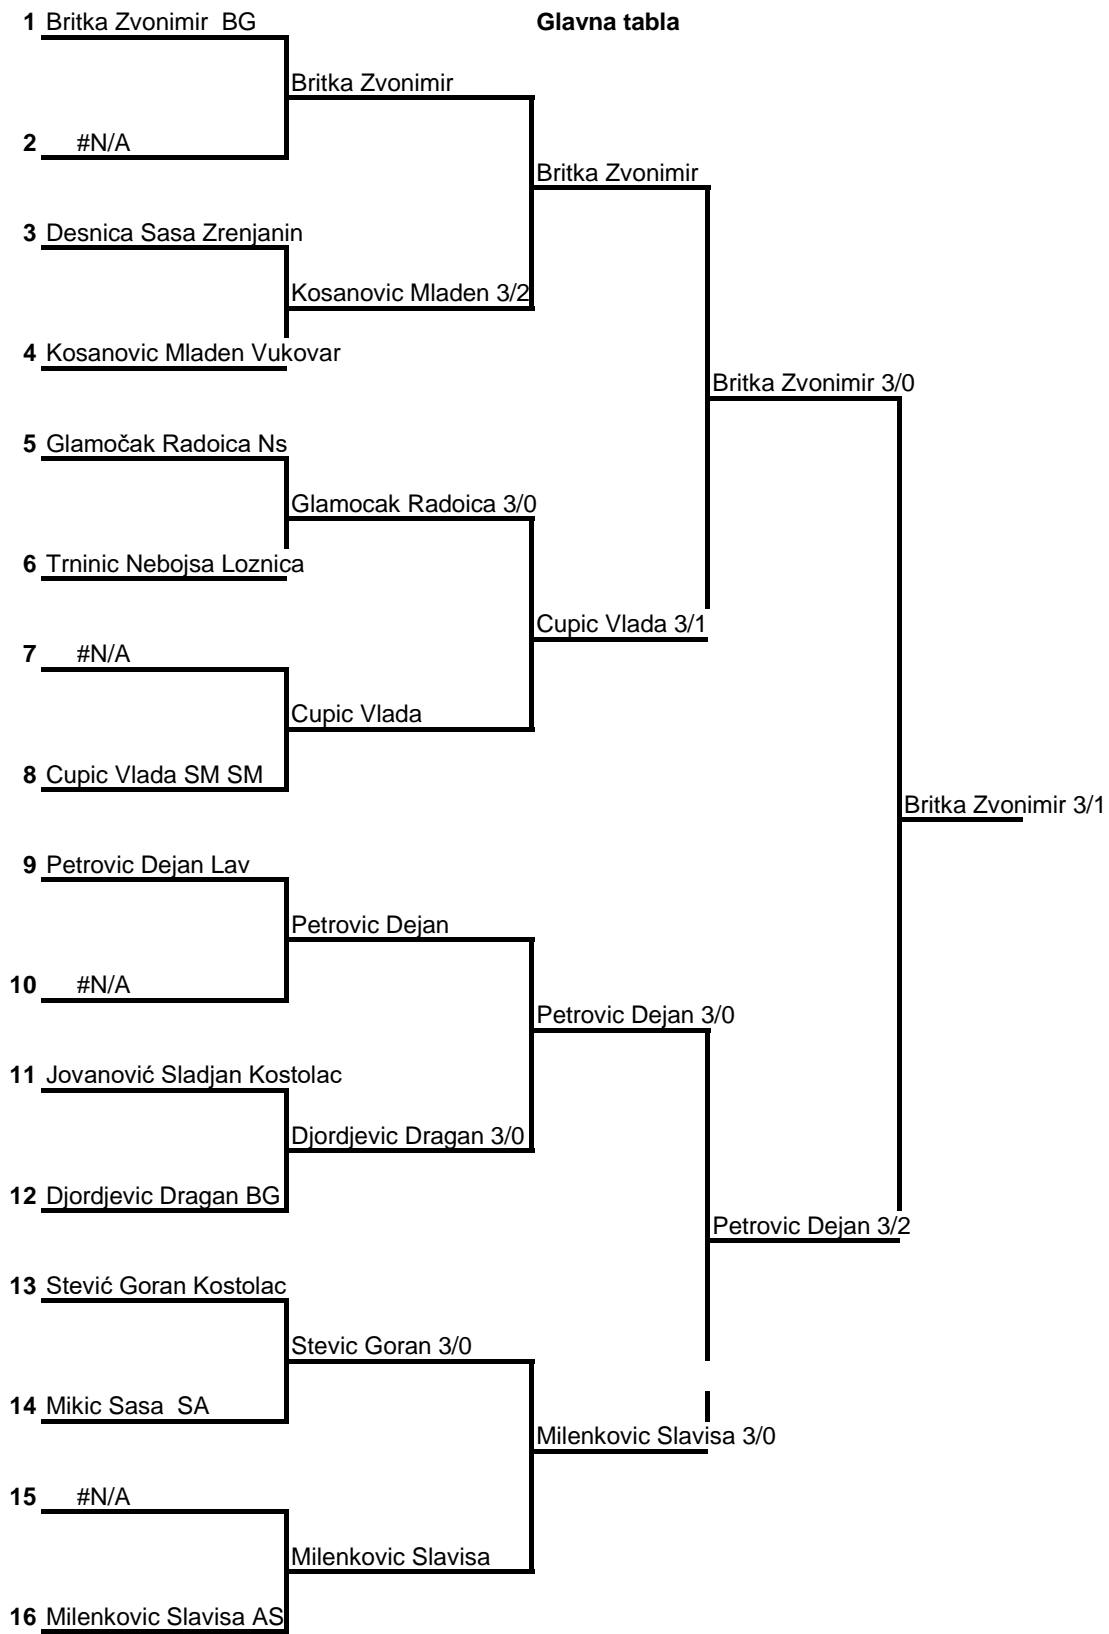 1 Britka Zvonimir  BG
Glavna tabla
Britka Zvonimir
2 #N/A
Britka Zvonimir
3 Desnica Sasa Zrenjanin
Kosanovic Mladen 3/2
4 Kosanovic Mladen Vukovar
Britka Zvonimir 3/0
5 Glamočak Radoica Ns
Glamocak Radoica 3/0
6 Trninic Nebojsa Loznica
Cupic Vlada 3/1
7 #N/A
Cupic Vlada
8 Cupic Vlada SM SM
Britka Zvonimir 3/1
9 Petrovic Dejan Lav
Petrovic Dejan
10 #N/A
Petrovic Dejan 3/0
11 Jovanović Sladjan Kostolac
Djordjevic Dragan 3/0
12 Djordjevic Dragan BG
Petrovic Dejan 3/2
13 Stević Goran Kostolac
Stevic Goran 3/0
14 Mikic Sasa  SA
Milenkovic Slavisa 3/0
15 #N/A
Milenkovic Slavisa
16 Milenkovic Slavisa AS